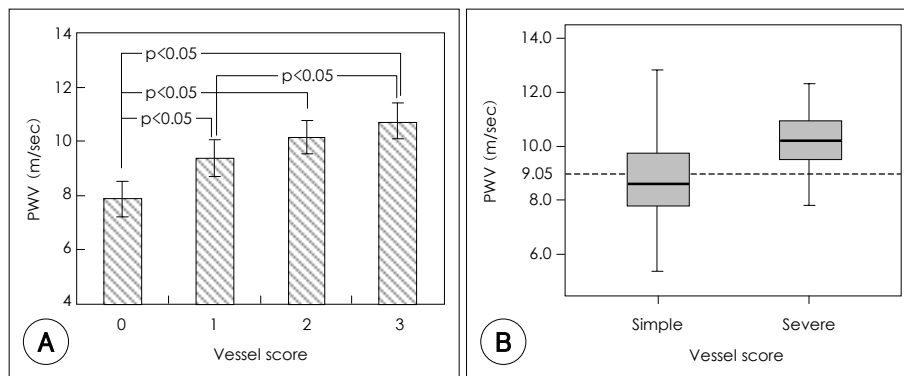 14
12
10
8
6
4
PWV (m/sec)
p<0.05
p<0.05
p<0.05
p<0.05
0 1 2 3
Vessel score
A
14.0
12.0
10.0
9.05
8.0
6.0
PWV (m/sec)
Simple Severe
Vessel score
B